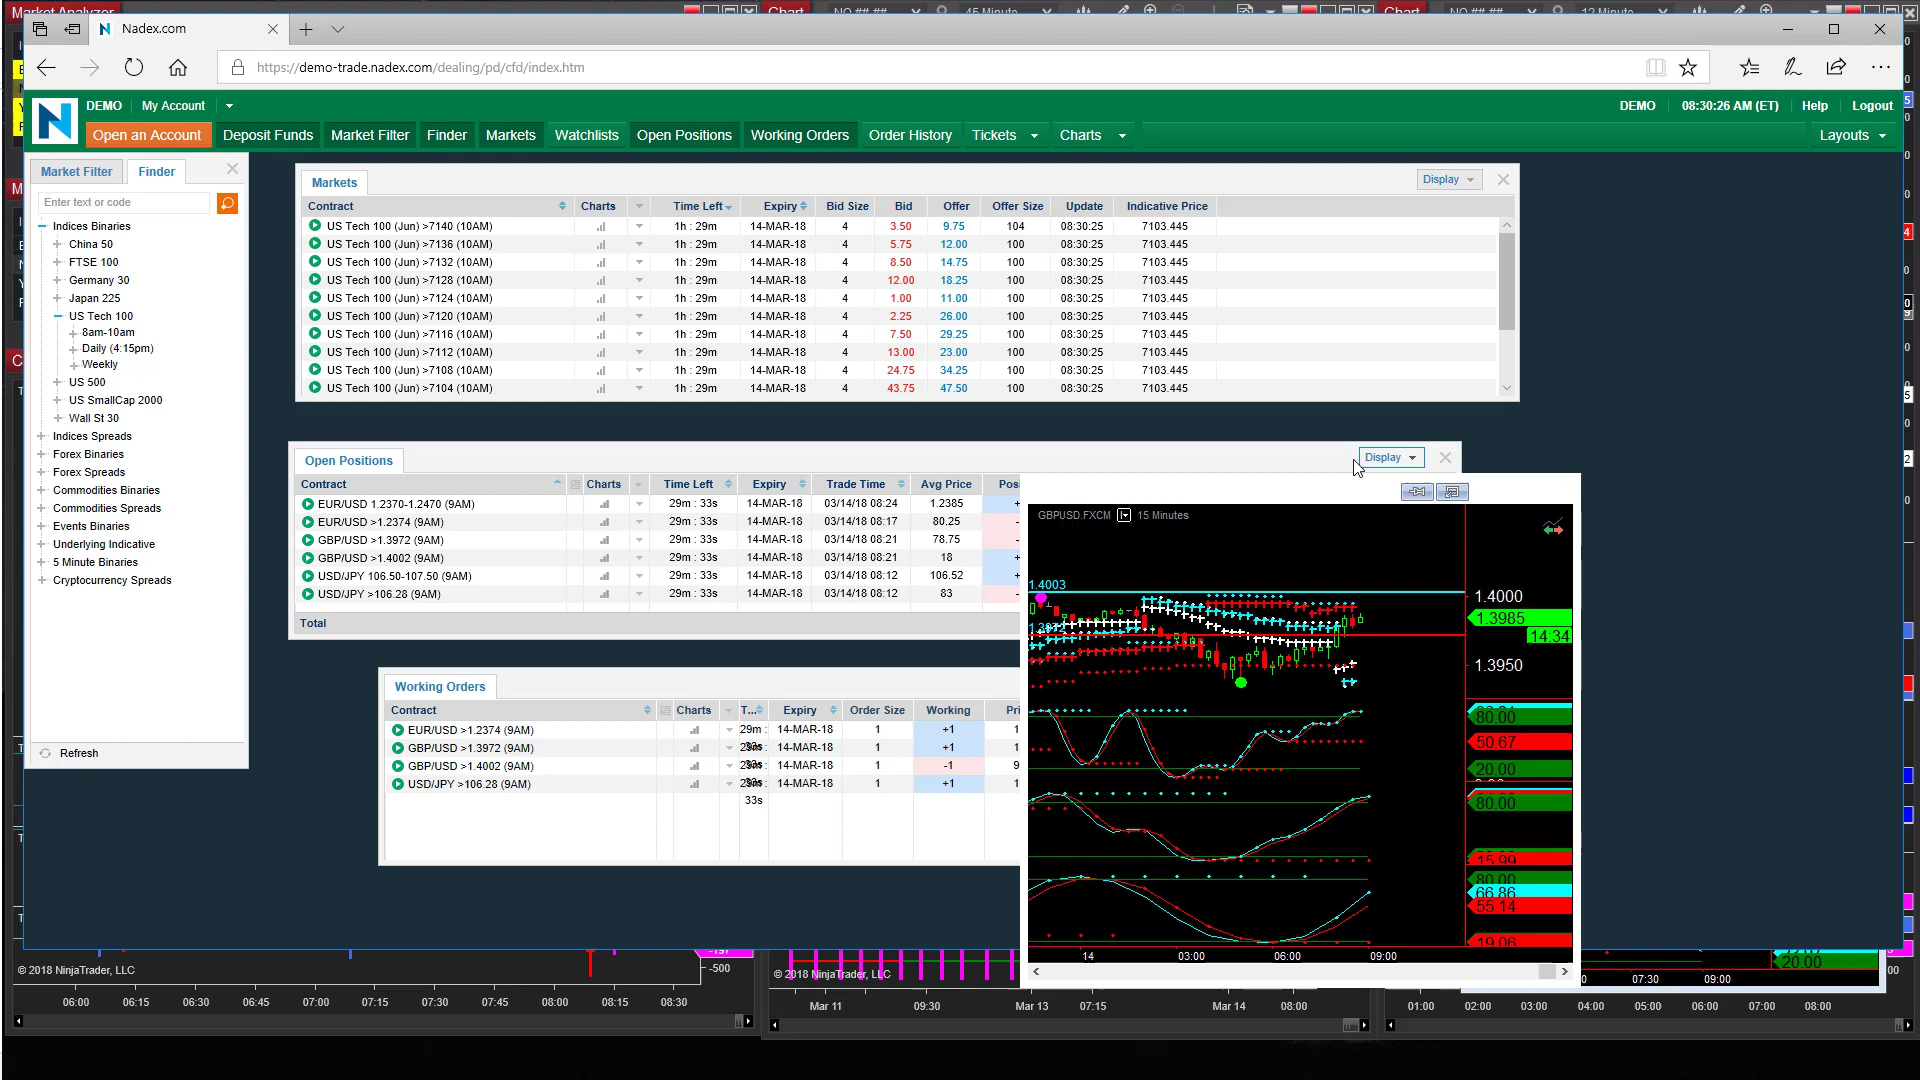 Market Analyzer
Chart NQ ##-## 45 Minute
Chart NQ ##-## 12 Minute
Nadex.com
https://demo-trade.nadex.com/dealing/pd/cfd/index.htm
DEMO My Account
DEMO 08:30:26 AM (ET) Help Logout
Open an Account Deposit Funds Market Filter Finder Markets Watchlists Open Positions Working Orders Order History Tickets Charts Layouts
Market Filter Finder
Enter text or code
Indices Binaries
China 50
FTSE 100
Germany 30
Japan 225
US Tech 100
8am-10am
Daily (4:15pm)
Weekly
US 500
US SmallCap 2000
Wall St 30
Indices Spreads
Forex Binaries
Forex Spreads
Commodities Binaries
Commodities Spreads
Events Binaries
Underlying Indicative
5 Minute Binaries
Cryptocurrency Spreads
Refresh
Markets
Display
Contract Charts Time Left Expiry Bid Size Bid Offer Offer Size Update Indicative Price
US Tech 100 (Jun) >7140 (10AM) 1h : 29m 14-MAR-18 4 3.50 9.75 104 08:30:25 7103.445
US Tech 100 (Jun) >7136 (10AM) 1h : 29m 14-MAR-18 4 5.75 12.00 100 08:30:25 7103.445
US Tech 100 (Jun) >7132 (10AM) 1h : 29m 14-MAR-18 4 8.50 14.75 100 08:30:25 7103.445
US Tech 100 (Jun) >7128 (10AM) 1h : 29m 14-MAR-18 4 12.00 18.25 100 08:30:25 7103.445
US Tech 100 (Jun) >7124 (10AM) 1h : 29m 14-MAR-18 4 1.00 11.00 100 08:30:25 7103.445
US Tech 100 (Jun) >7120 (10AM) 1h : 29m 14-MAR-18 4 2.25 26.00 100 08:30:25 7103.445
US Tech 100 (Jun) >7116 (10AM) 1h : 29m 14-MAR-18 4 7.50 29.25 100 08:30:25 7103.445
US Tech 100 (Jun) >7112 (10AM) 1h : 29m 14-MAR-18 4 13.00 23.00 100 08:30:25 7103.445
US Tech 100 (Jun) >7108 (10AM) 1h : 29m 14-MAR-18 4 24.75 34.25 100 08:30:25 7103.445
US Tech 100 (Jun) >7104 (10AM) 1h : 29m 14-MAR-18 4 43.75 47.50 100 08:30:25 7103.445
Open Positions
Display
Contract Charts Time Left Expiry Trade Time Avg Price Pos
EUR/USD 1.2370-1.2470 (9AM) 29m : 33s 14-MAR-18 03/14/18 08:24 1.2385 +
EUR/USD >1.2374 (9AM) 29m : 33s 14-MAR-18 03/14/18 08:17 80.25 -
GBP/USD >1.3972 (9AM) 29m : 33s 14-MAR-18 03/14/18 08:21 78.75 -
GBP/USD >1.4002 (9AM) 29m : 33s 14-MAR-18 03/14/18 08:21 18 +
USD/JPY 106.50-107.50 (9AM) 29m : 33s 14-MAR-18 03/14/18 08:12 106.52 +
USD/JPY >106.28 (9AM) 29m : 33s 14-MAR-18 03/14/18 08:12 83 -
Total
Working Orders
Contract Charts T... Expiry Order Size Working Pri
EUR/USD >1.2374 (9AM) 29m : 14-MAR-18 1 +1 1
GBP/USD >1.3972 (9AM) 14-MAR-18 1 +1 1
GBP/USD >1.4002 (9AM) 14-MAR-18 1 -1 9
USD/JPY >106.28 (9AM) 14-MAR-18 1 +1 1
33s
GBPUSD.FXCM 15 Minutes
1.4003
1.4000
1.3985
14:34
1.3950
80.00
50.67
20.00
80.00
15.99
80.00
66.86
55.14
19.06
14 03:00 06:00 09:00
-500
20.00
© 2018 NinjaTrader, LLC
© 2018 NinjaTrader, LLC
07:30 09:00
06:00 06:15 06:30 06:45 07:00 07:15 07:30 07:45 08:00 08:15 08:30
Mar 11 09:30 Mar 13 07:15 Mar 14 08:00
01:00 02:00 03:00 04:00 05:00 06:00 07:00 08:00